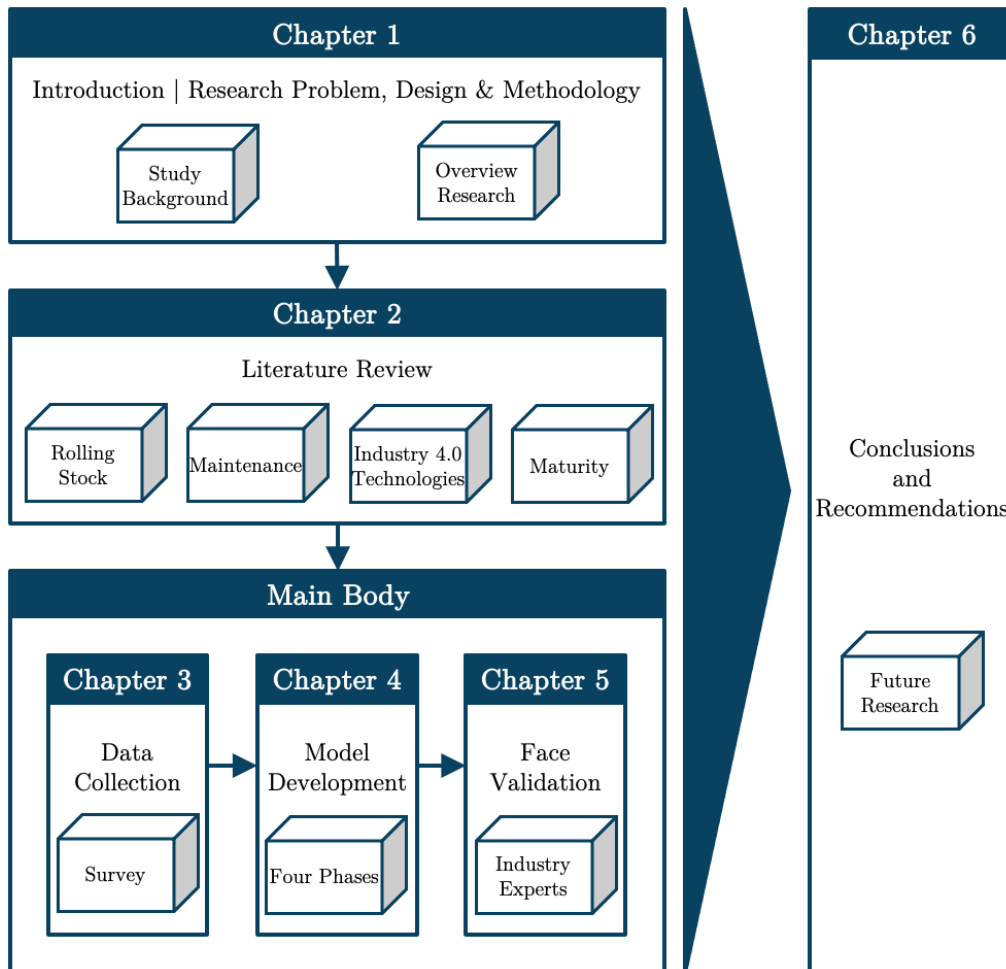 Chapter 1
Introduction | Research Problem, Design & Methodology
Study
Background
Overview
Research
Chapter 2
Literature Review
Rolling
Stock
Maintenance
Industry 4.0
Technologies
Maturity
Main Body
Chapter 3
Data
Collection
Survey
Chapter 4
Model
Development
Four Phases
Chapter 5
Face
Validation
Industry
Experts
Chapter 6
Conclusions
and
Recommendations
Future
Research